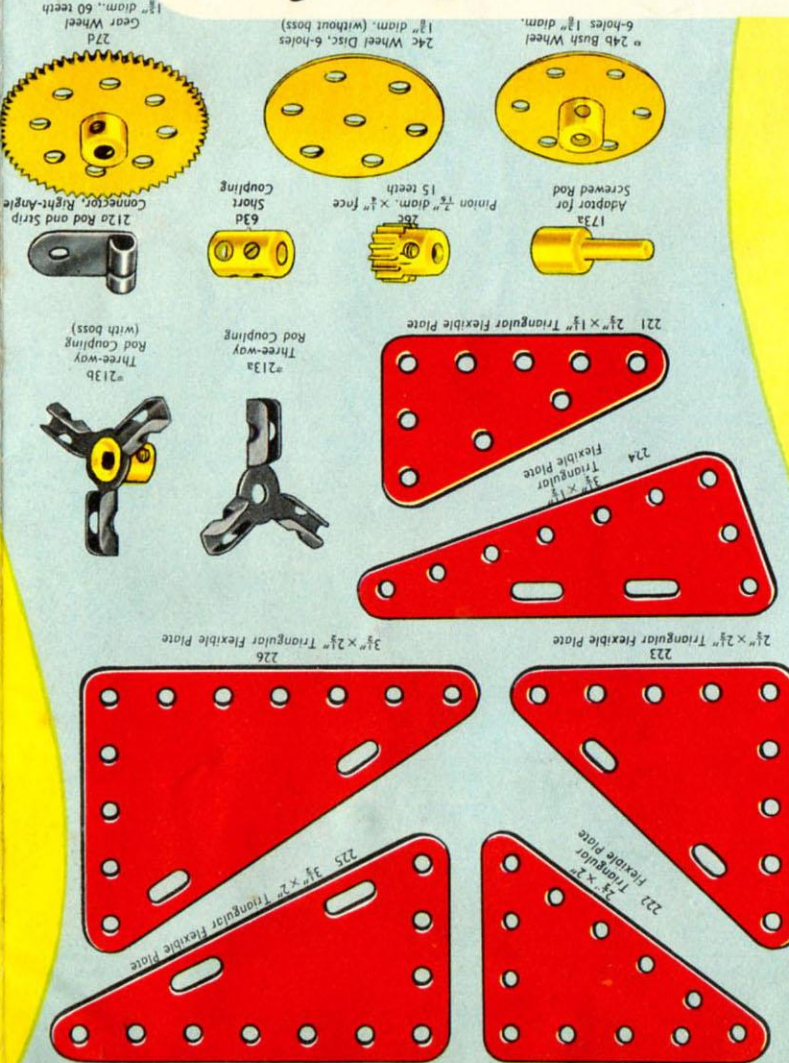 222
2½" × 2"
Triangular
Flexible Plate
225 3½" × 2" Triangular Flexible Plate
223
2½" × 2½" Triangular Flexible Plate
226
3½" × 2½" Triangular Flexible Plate
224
3½" × 1½"
Triangular
Flexible Plate
221 2½" × 1½" Triangular Flexible Plate
*213a
Three-way
Rod Coupling
*213b
Three-way
Rod Coupling
(with boss)
173a
Adaptor for
Screwed Rod
26c
Pinion 7/16" diam. × ¼" face
15 teeth
63d
Short
Coupling
212a Rod and Strip
Connector, Right-Angle
*24b Bush Wheel
6-holes 1⅜" diam.
24c Wheel Disc, 6-holes
1⅜" diam. (without boss)
27d
Gear Wheel
1⅝" diam., 60 teeth